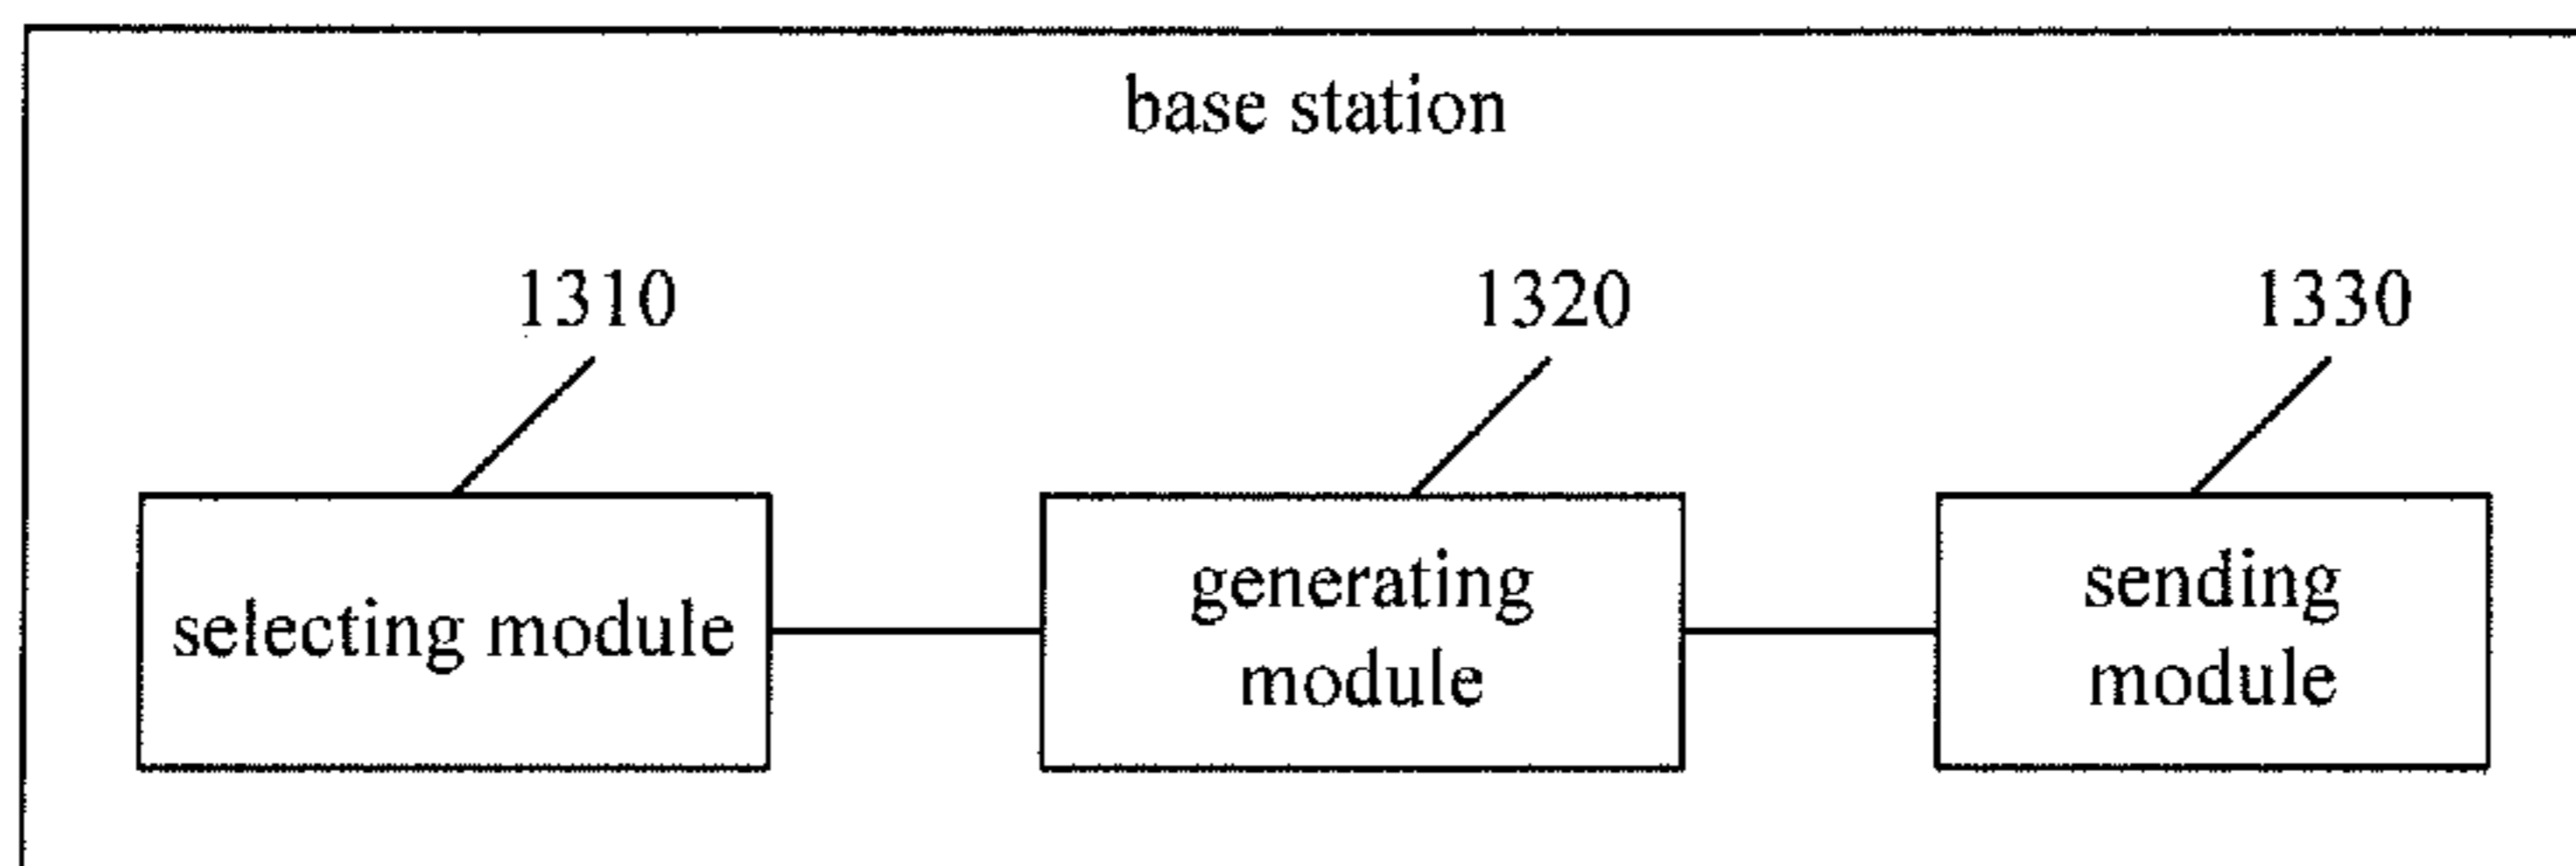 base station
1310
1320
1330
selecting module
generating
module
sending
module